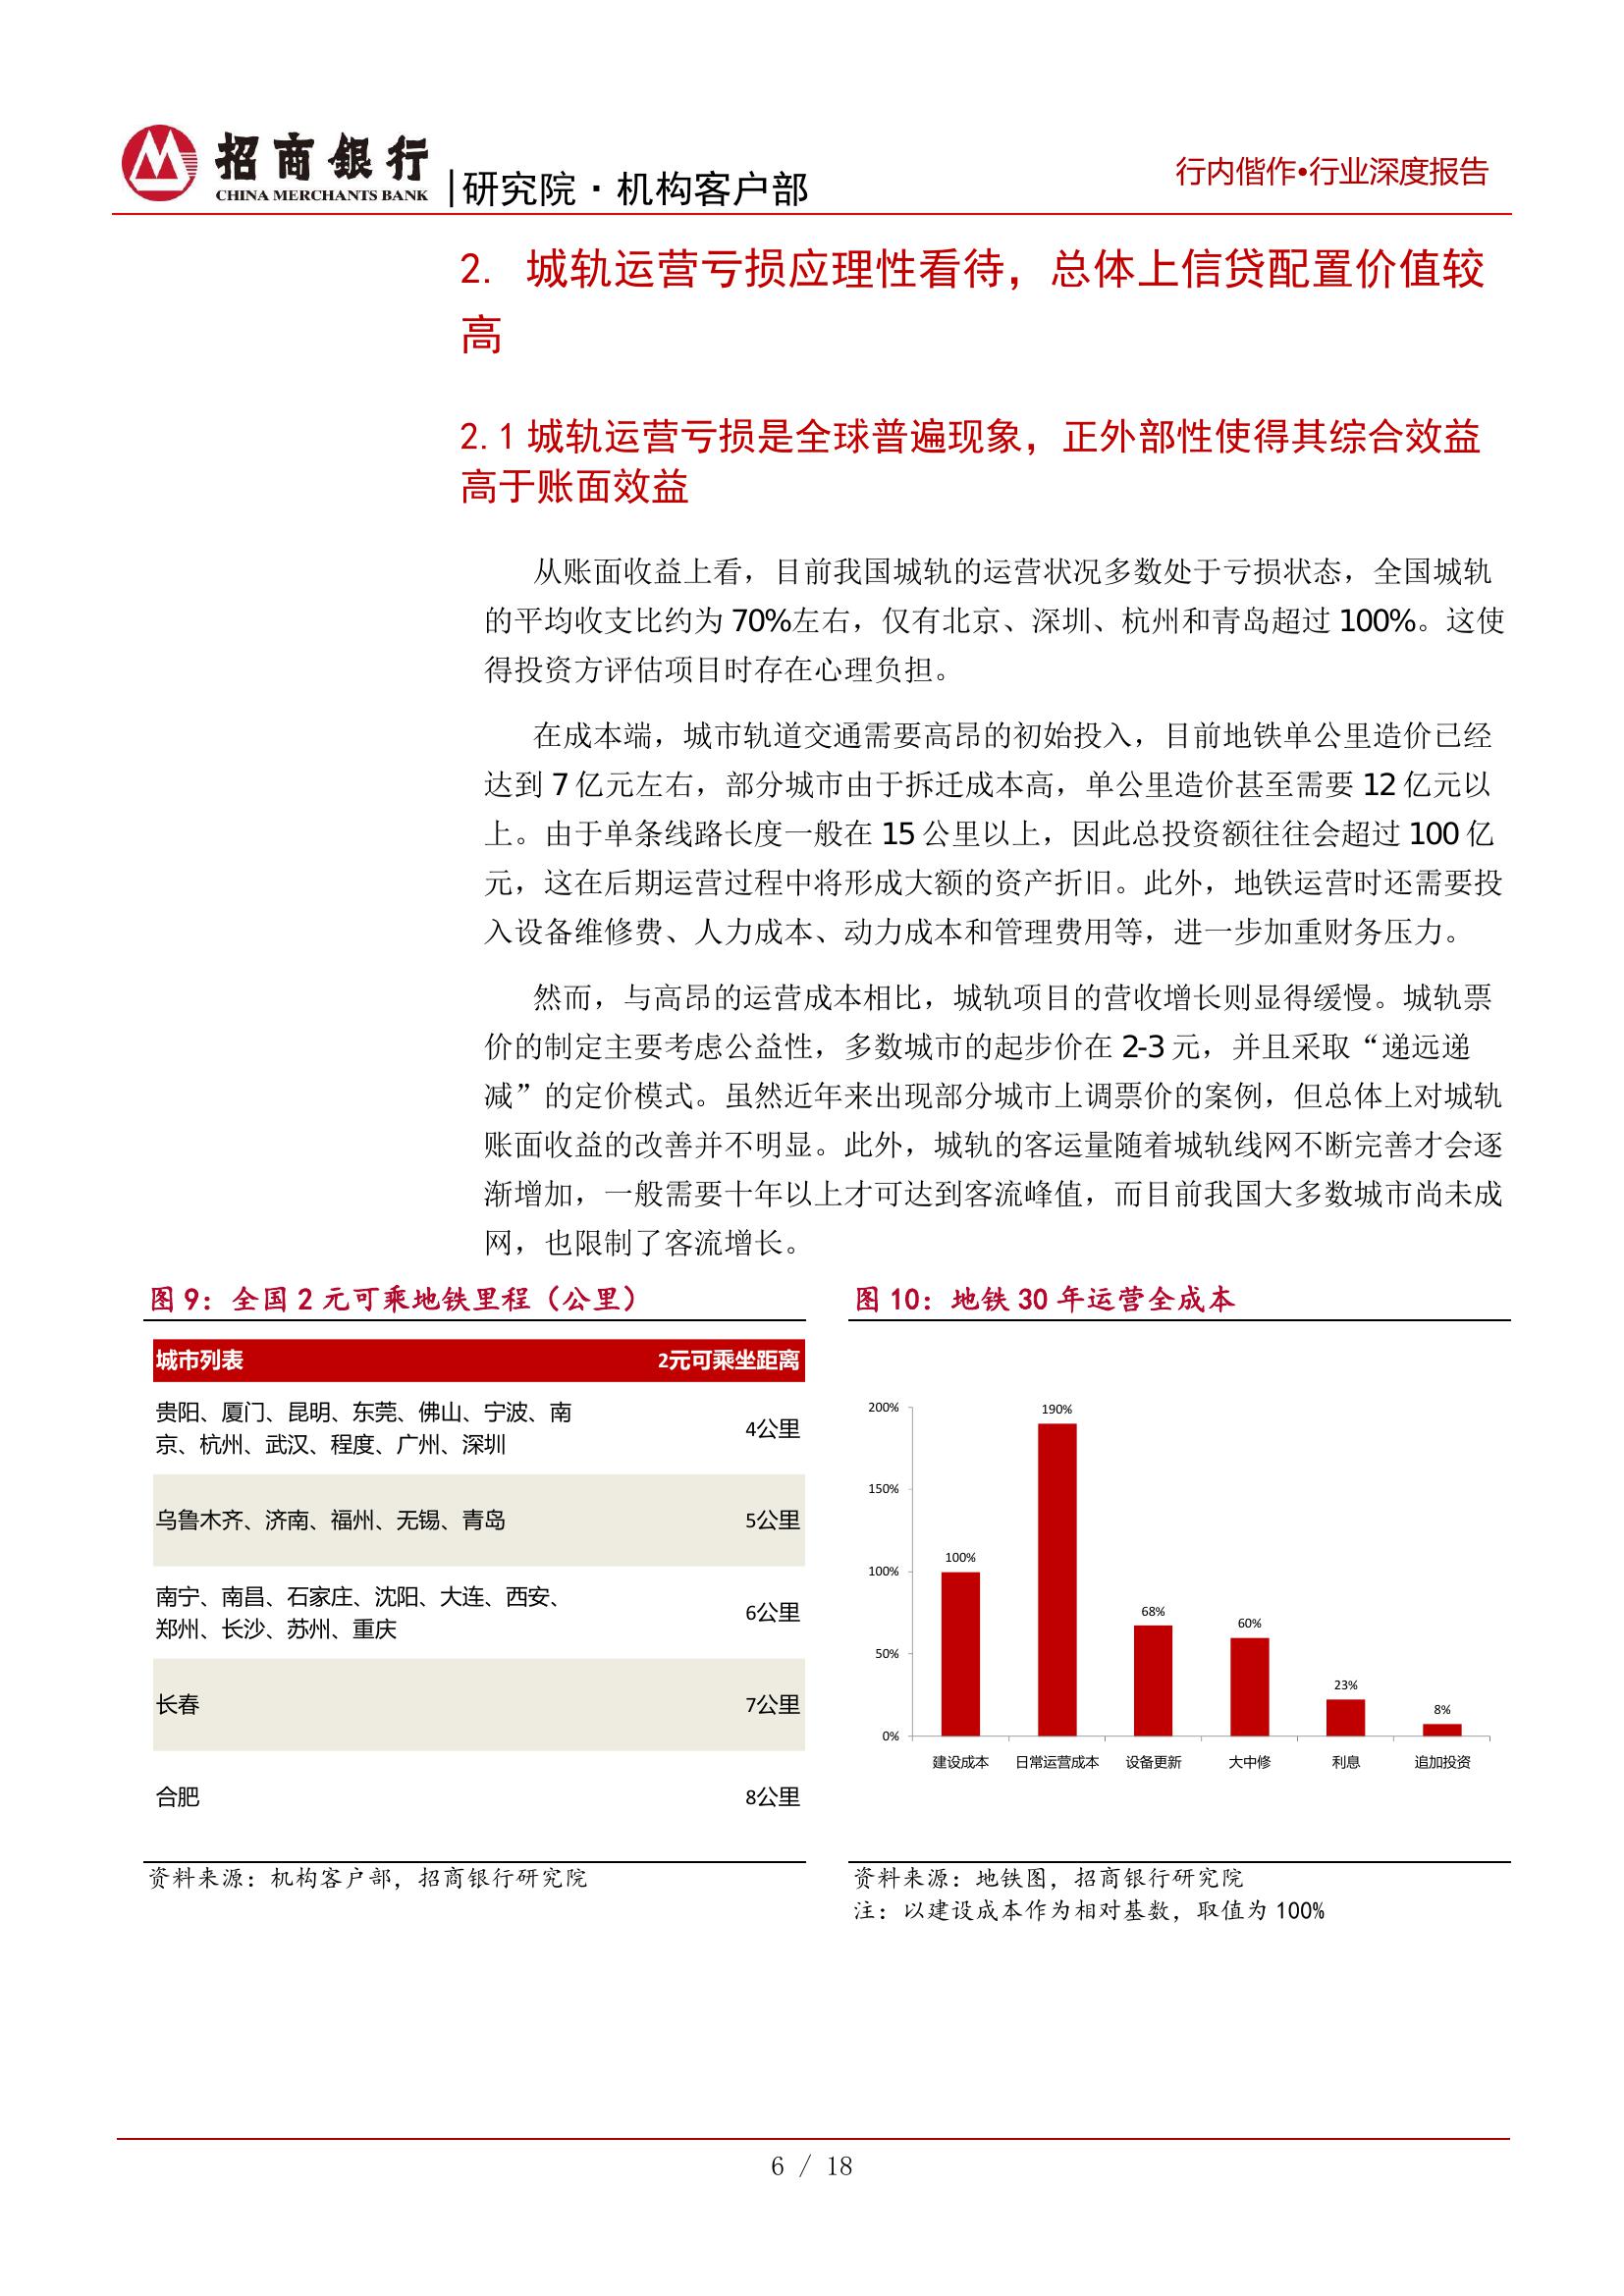 招商银行
CHINA MERCHANTS BANK
|研究院·机构客户部
行内偕作•行业深度报告
2. 城轨运营亏损应理性看待，总体上信贷配置价值较
高
2.1 城轨运营亏损是全球普遍现象，正外部性使得其综合效益
高于账面效益
从账面收益上看，目前我国城轨的运营状况多数处于亏损状态，全国城轨
的平均收支比约为 70%左右，仅有北京、深圳、杭州和青岛超过 100%。这使
得投资方评估项目时存在心理负担。
在成本端，城市轨道交通需要高昂的初始投入，目前地铁单公里造价已经
达到 7 亿元左右，部分城市由于拆迁成本高，单公里造价甚至需要 12 亿元以
上。由于单条线路长度一般在 15 公里以上，因此总投资额往往会超过 100 亿
元，这在后期运营过程中将形成大额的资产折旧。此外，地铁运营时还需要投
入设备维修费、人力成本、动力成本和管理费用等，进一步加重财务压力。
然而，与高昂的运营成本相比，城轨项目的营收增长则显得缓慢。城轨票
价的制定主要考虑公益性，多数城市的起步价在 2-3 元，并且采取“递远递
减”的定价模式。虽然近年来出现部分城市上调票价的案例，但总体上对城轨
账面收益的改善并不明显。此外，城轨的客运量随着城轨线网不断完善才会逐
渐增加，一般需要十年以上才可达到客流峰值，而目前我国大多数城市尚未成
网，也限制了客流增长。
图 9：全国 2 元可乘地铁里程（公里）
城市列表 2元可乘坐距离
贵阳、厦门、昆明、东莞、佛山、宁波、南
京、杭州、武汉、程度、广州、深圳 4公里
乌鲁木齐、济南、福州、无锡、青岛 5公里
南宁、南昌、石家庄、沈阳、大连、西安、
郑州、长沙、苏州、重庆 6公里
长春 7公里
合肥 8公里
资料来源：机构客户部，招商银行研究院
图 10：地铁 30 年运营全成本
200%
150%
100%
50%
0%
100%
190%
68%
60%
23%
8%
建设成本 日常运营成本 设备更新 大中修 利息 追加投资
资料来源：地铁图，招商银行研究院
注：以建设成本作为相对基数，取值为 100%
6 / 18